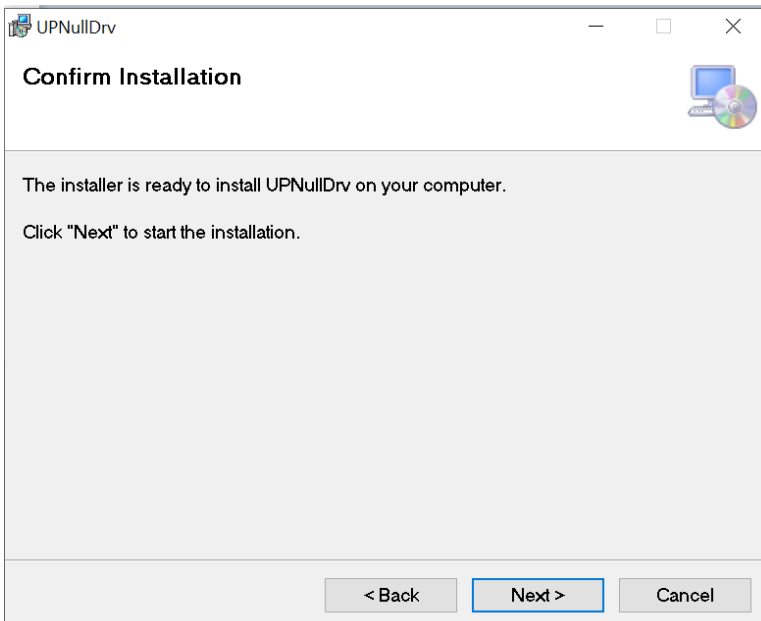 UPNullDrv
Confirm Installation
The installer is ready to install UPNullDrv on your computer.
Click "Next" to start the installation.
< Back
Next >
Cancel